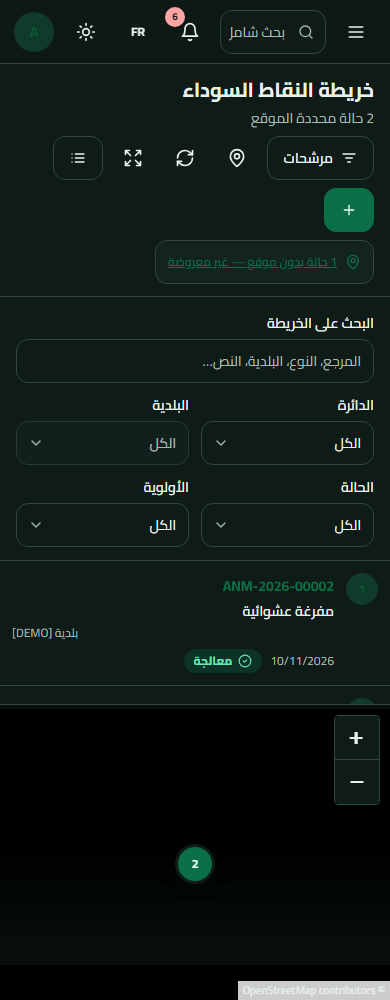 بحث شامل
6
FR
A
خريطة النقاط السوداء
2 حالة محددة الموقع
مرشحات
+
1 حالة بدون موقع — غير معروضة
البحث على الخريطة
المرجع، النوع، البلدية، النص...
الدائرة
البلدية
الكل
الكل
الحالة
الأولوية
الكل
الكل
1
ANM-2026-00002
مفرغة عشوائية
بلدية [DEMO]
10/11/2026
معالجة
+
−
2
© OpenStreetMap contributors